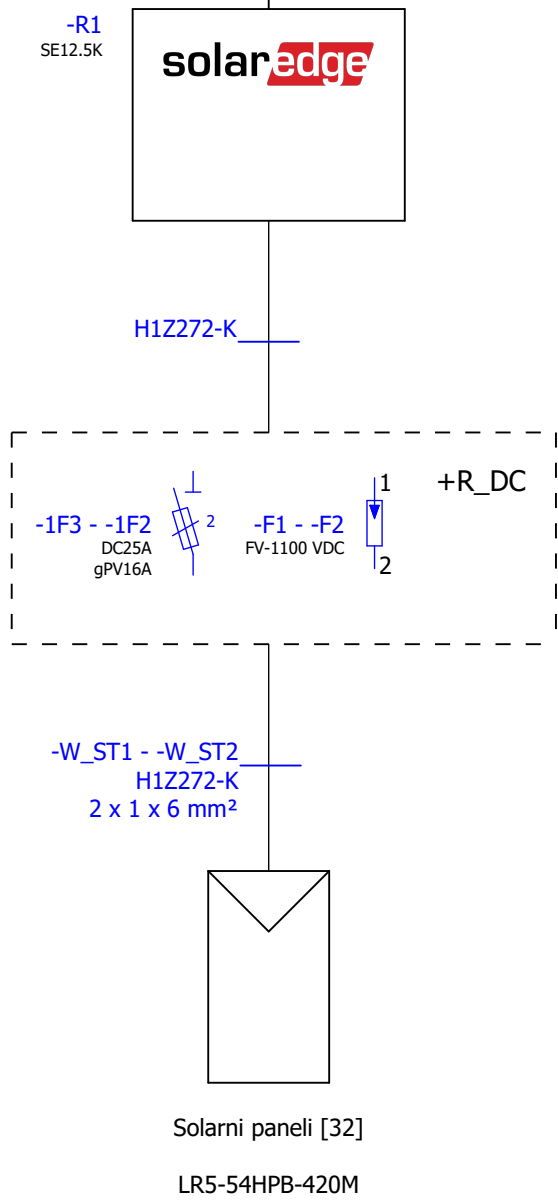 -R1
SE12.5K
solaredge
H1Z272-K
+R_DC
-1F3 - -1F2
DC25A
gPV16A
2
-F1 - -F2
FV-1100 VDC
1
2
-W_ST1 - -W_ST2
H1Z272-K
2 x 1 x 6 mm²
Solarni paneli [32]
LR5-54HPB-420M